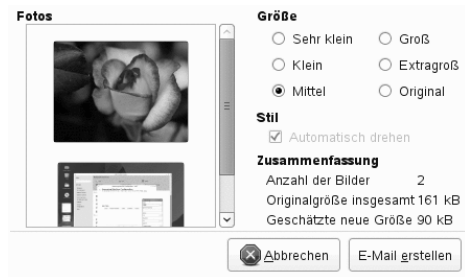 Fotos
Größe
Sehr klein
Groß
Klein
Extragroß
Mittel
Original
Stil
Automatisch drehen
Zusammenfassung
Anzahl der Bilder 2
Originalgröße insgesamt 161 kB
Geschätzte neue Größe 90 kB
Abbrechen
E-Mail erstellen